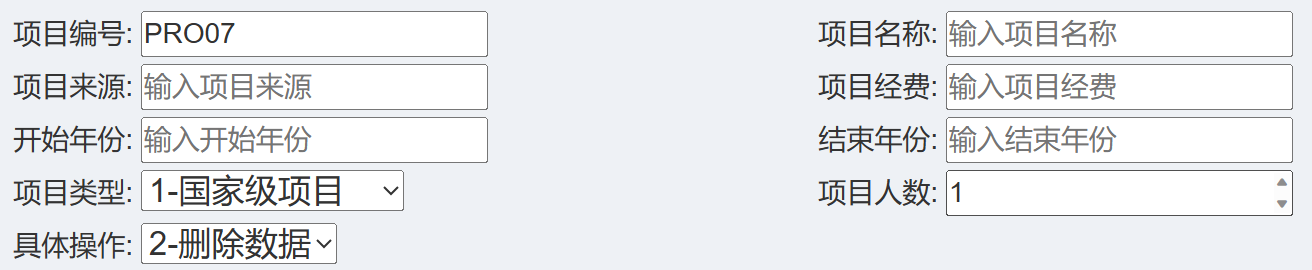 项目编号: PRO07 项目名称: 输入项目名称
项目来源: 输入项目来源 项目经费: 输入项目经费
开始年份: 输入开始年份 结束年份: 输入结束年份
项目类型: 1-国家级项目 项目人数: 1
具体操作: 2-删除数据